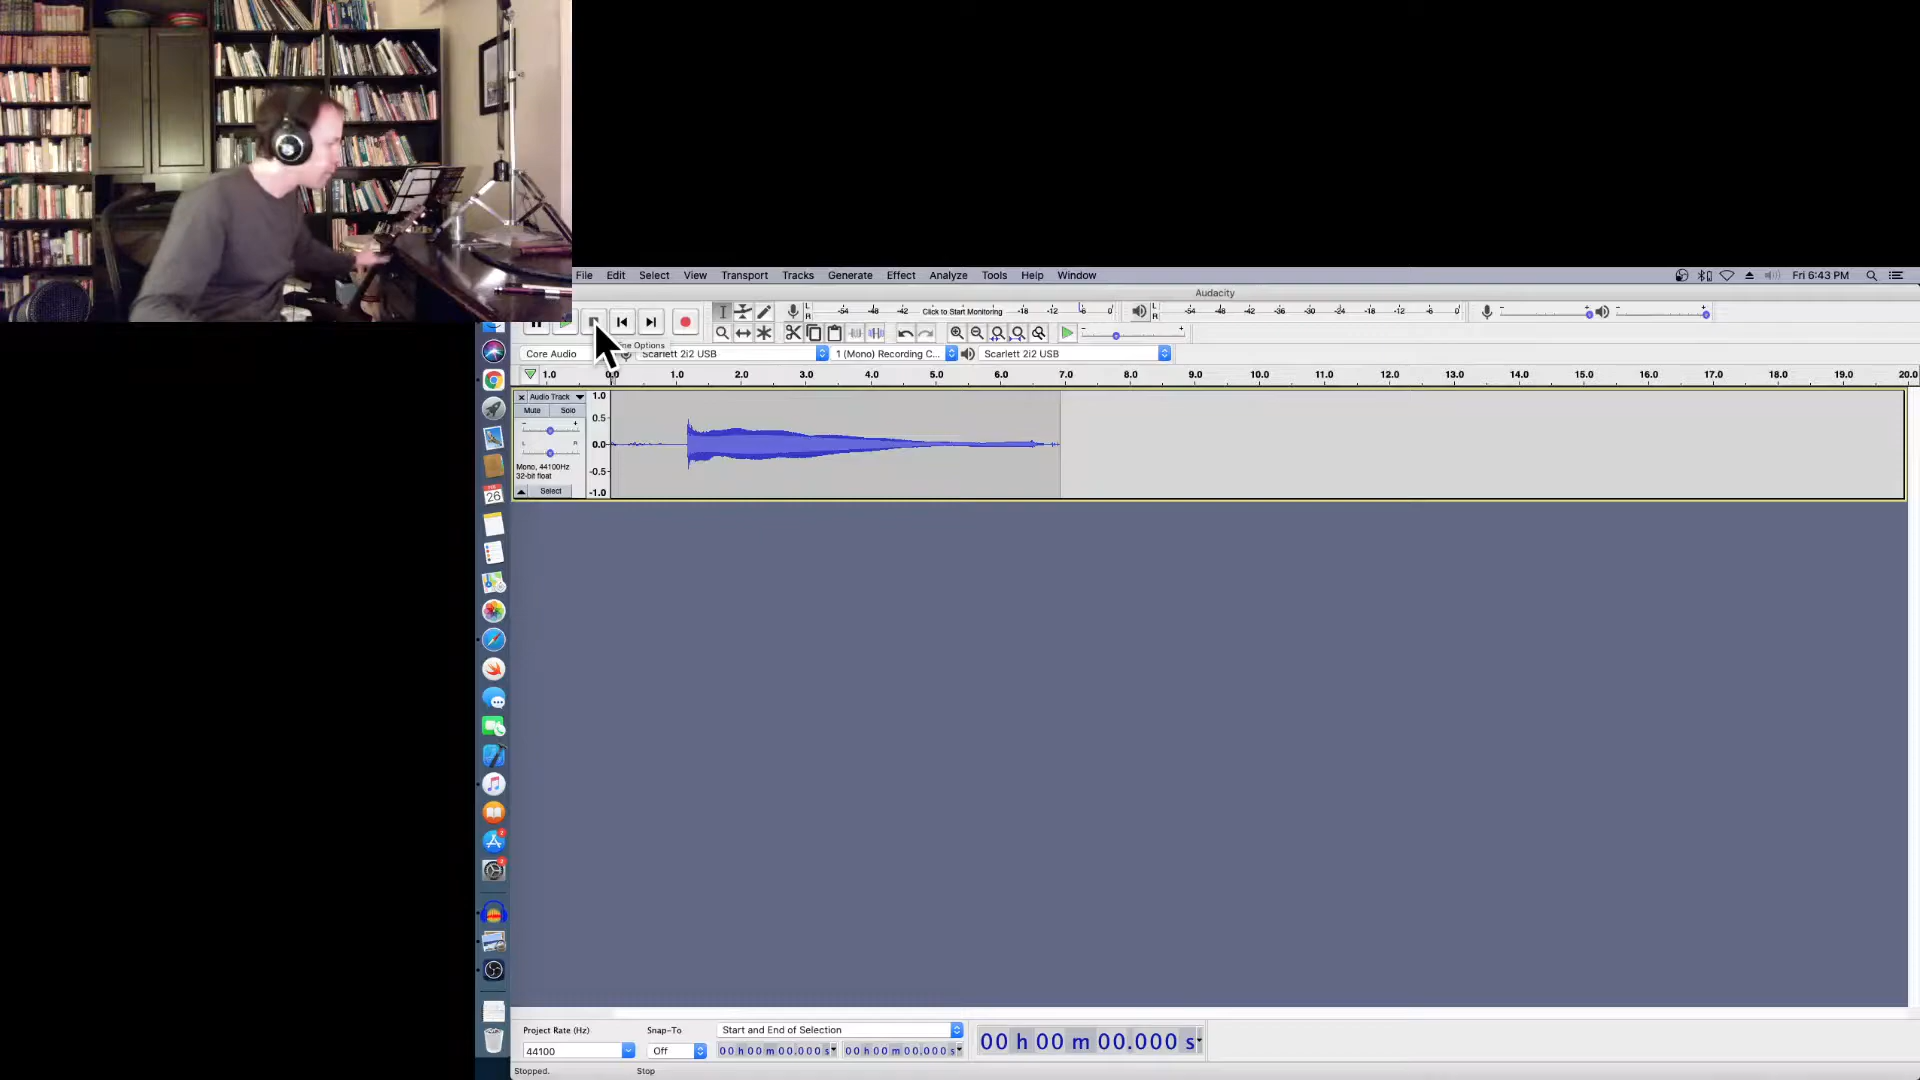 File Edit Select View Transport Tracks Generate Effect Analyze Tools Help Window
Fri 6:43 PM
Audacity
L
R
-54 -48 -42 Click to Start Monitoring -18 -12 -6 0
L
R
-54 -48 -42 -36 -30 -24 -18 -12 -6 0
Options
Core Audio
Scarlett 2i2 USB
1 (Mono) Recording C...
Scarlett 2i2 USB
1.0 0.0 1.0 2.0 3.0 4.0 5.0 6.0 7.0 8.0 9.0 10.0 11.0 12.0 13.0 14.0 15.0 16.0 17.0 18.0 19.0 20.0
Audio Track
Mute Solo
L R
Mono, 44100Hz
32-bit float
Select
1.0
0.5
0.0
-0.5
-1.0
26
Project Rate (Hz)
Snap-To
Start and End of Selection
44100
Off
00 h 00 m 00.000 s
00 h 00 m 00.000 s
00 h 00 m 00.000 s
Stopped.
Stop